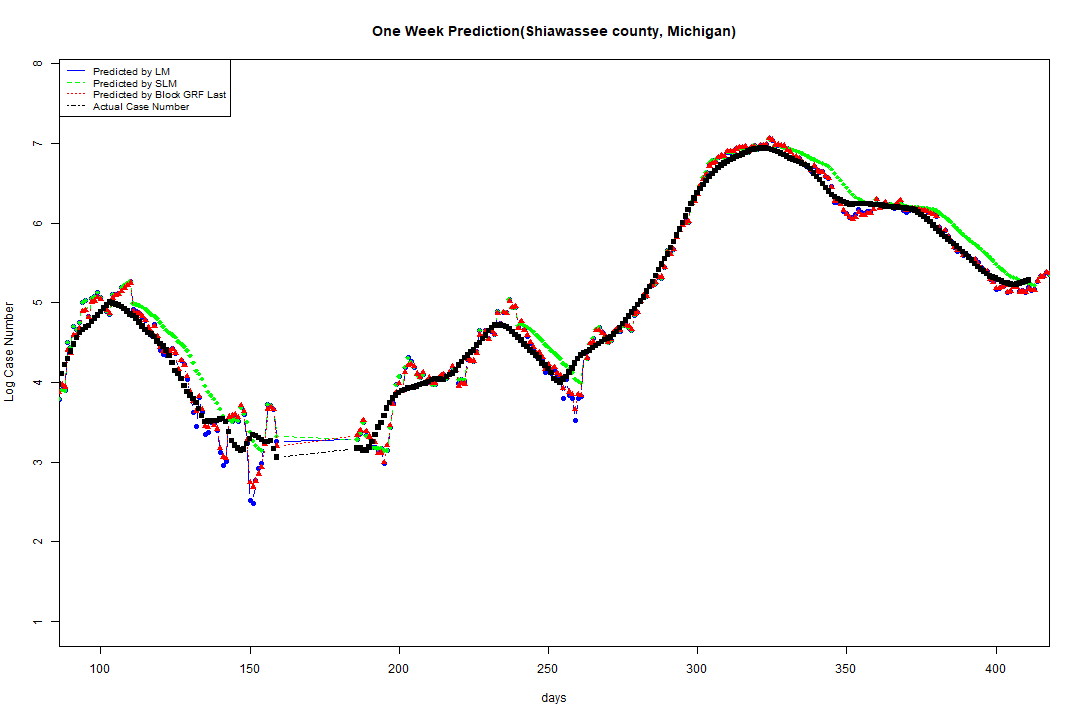 One Week Prediction(Shiawassee county, Michigan)
Predicted by LM
Predicted by SLM
Predicted by Block GRF Last
Actual Case Number
8
7
6
5
4
3
2
1
Log Case Number
100 150 200 250 300 350 400
days